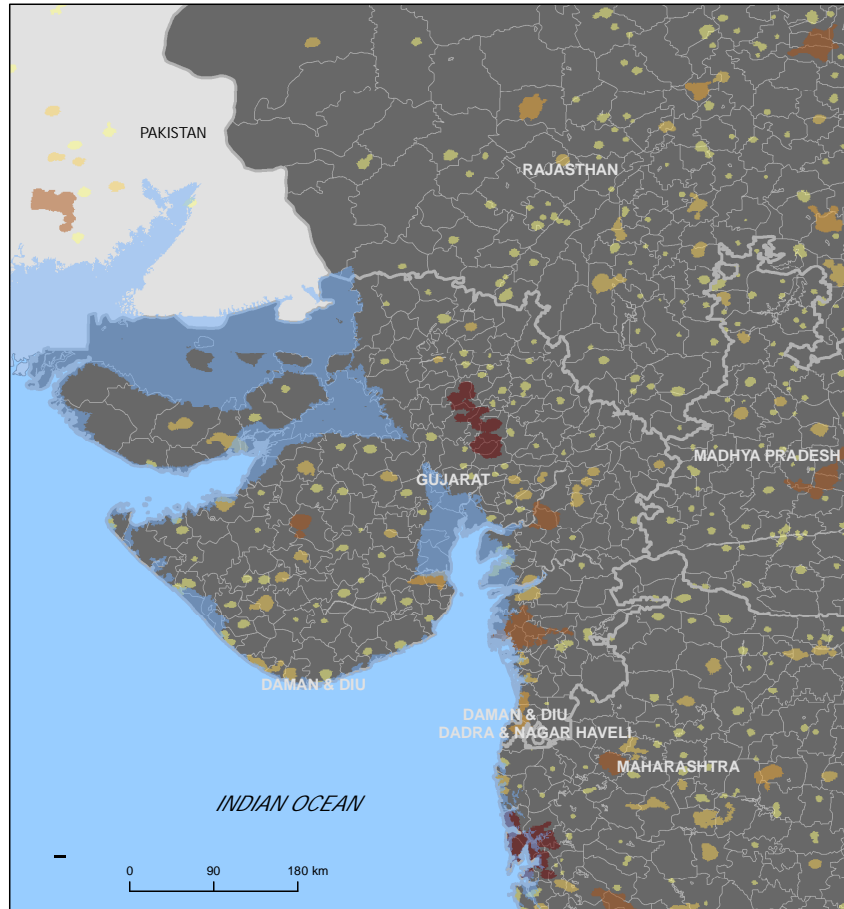 PAKISTAN
RAJASTHAN
MADHYA PRADESH
GUJARAT
DAMAN & DIU
DAMAN & DIU
DADRA & NAGAR HAVELI
MAHARASHTRA
INDIAN OCEAN
0 90 180 km